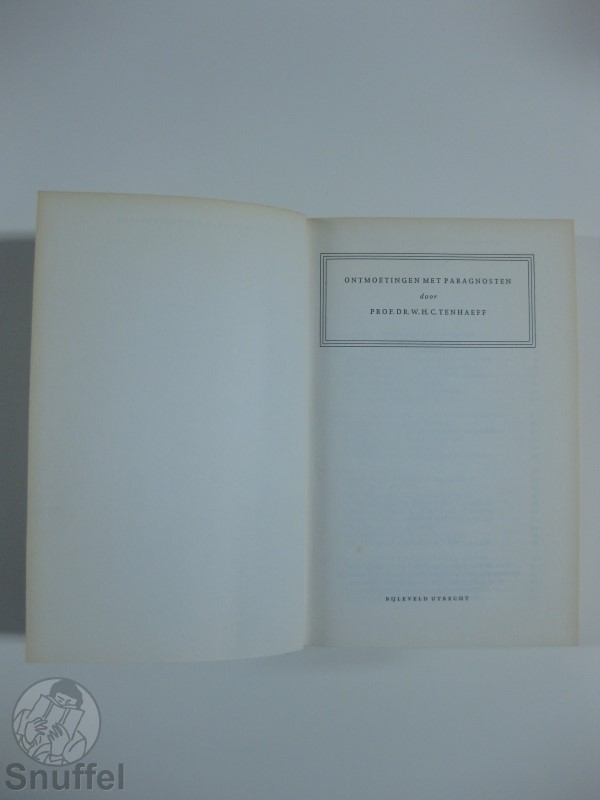 ONTMOETINGEN MET PARAGNOSTEN
door
PROF. DR. W. H. C. TENHAEFF
BIJLEVELD UTRECHT
Snuffel